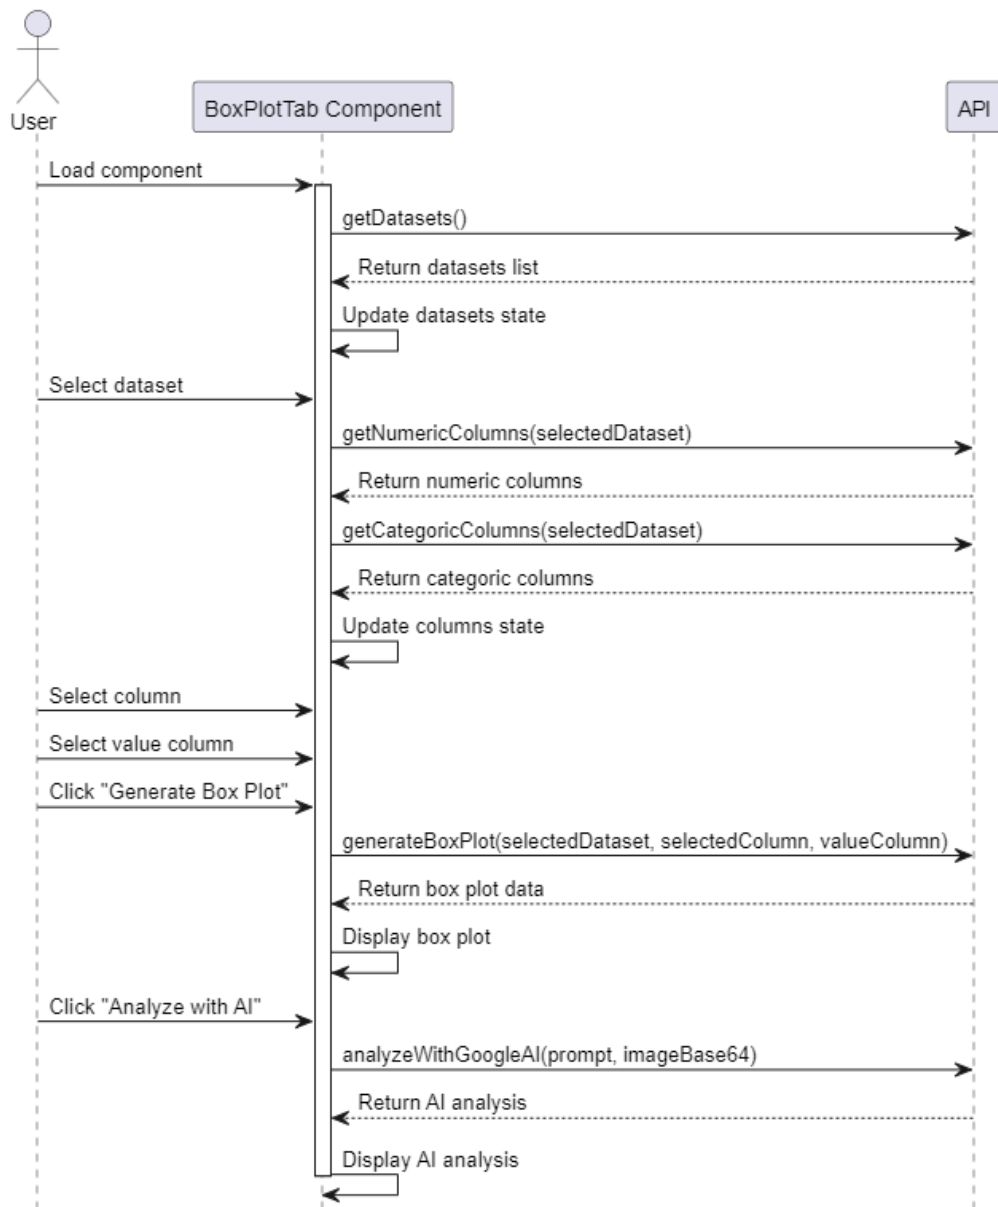 User
BoxPlotTab Component
API
Load component
getDatasets()
Return datasets list
Update datasets state
Select dataset
getNumericColumns(selectedDataset)
Return numeric columns
getCategoricColumns(selectedDataset)
Return categoric columns
Update columns state
Select column
Select value column
Click "Generate Box Plot"
generateBoxPlot(selectedDataset, selectedColumn, valueColumn)
Return box plot data
Display box plot
Click "Analyze with AI"
analyzeWithGoogleAI(prompt, imageBase64)
Return AI analysis
Display AI analysis